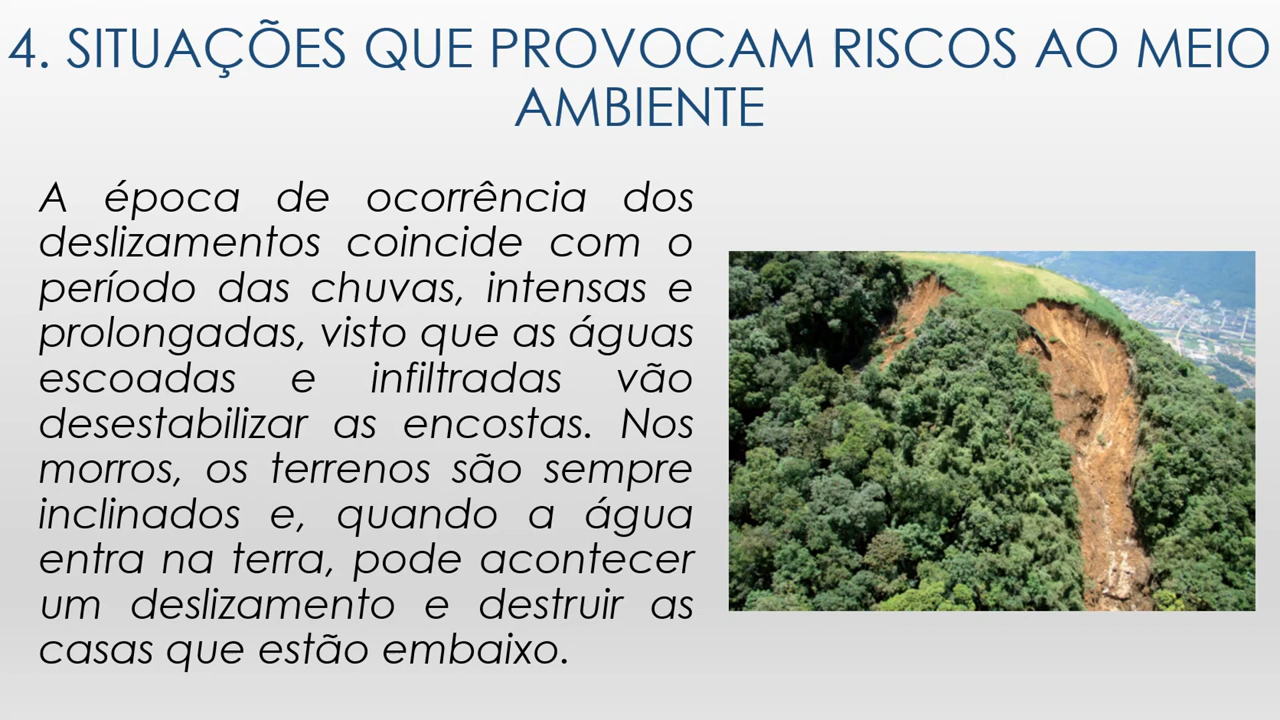 4. SITUAÇÕES QUE PROVOCAM RISCOS AO MEIO
AMBIENTE
A época de ocorrência dos
deslizamentos coincide com o
período das chuvas, intensas e
prolongadas, visto que as águas
escoadas e infiltradas vão
desestabilizar as encostas. Nos
morros, os terrenos são sempre
inclinados e, quando a água
entra na terra, pode acontecer
um deslizamento e destruir as
casas que estão embaixo.